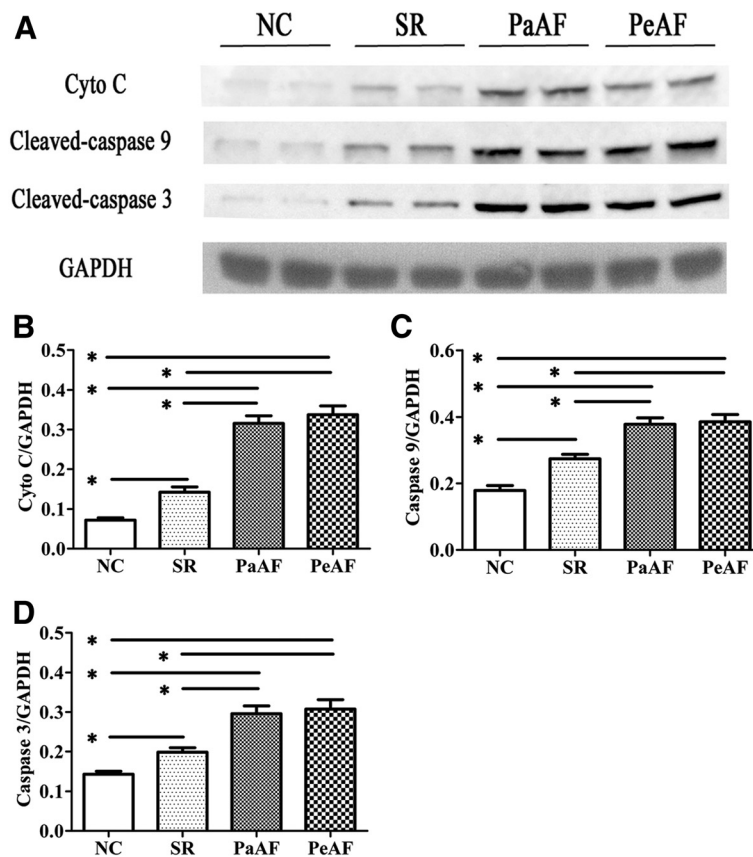 A
NC SR PaAF PeAF
Cyto C
Cleaved-caspase 9
Cleaved-caspase 3
GAPDH
B
Cyto C/GAPDH
0.5
0.4
0.3
0.2
0.1
0.0
*
*
*
*
*
NC SR PaAF PeAF
C
Caspase 9/GAPDH
0.6
0.4
0.2
0.0
*
*
*
*
*
NC SR PaAF PeAF
D
Caspase 3/GAPDH
0.5
0.4
0.3
0.2
0.1
0.0
*
*
*
*
*
NC SR PaAF PeAF